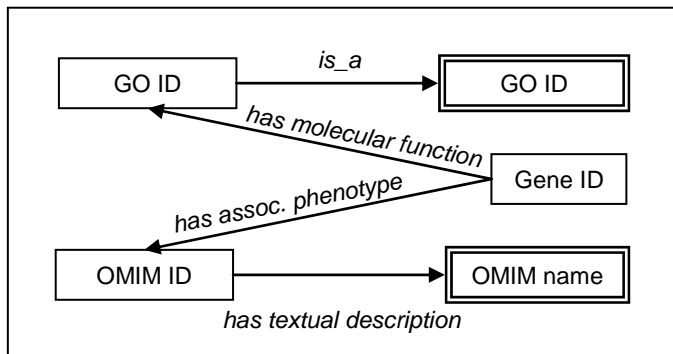 is_a
GO ID
GO ID
has molecular function
Gene ID
has assoc. phenotype
OMIM ID
OMIM name
has textual description